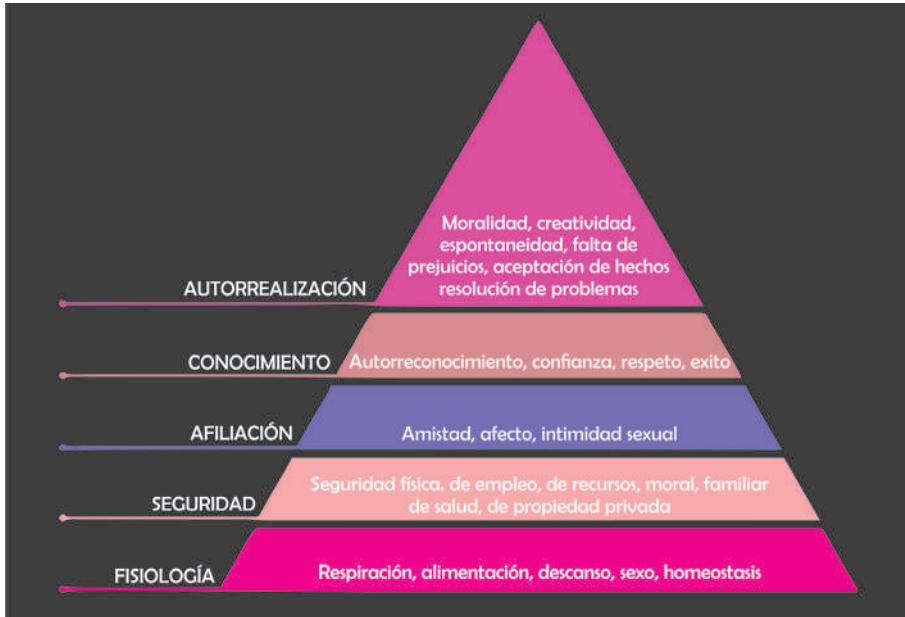 Moralidad, creatividad,
espontaneidad, falta de
prejuicios, aceptación de hechos
resolución de problemas
AUTORREALIZACIÓN
CONOCIMIENTO
Autorreconocimiento, confianza, respeto, exito
AFILIACIÓN
Amistad, afecto, intimidad sexual
Seguridad física. de empleo, de recursos, moral, familiar
de salud, de propiedad privada
SEGURIDAD
FISIOLOGÍA
Respiración, alimentación, descanso, sexo, homeostasis